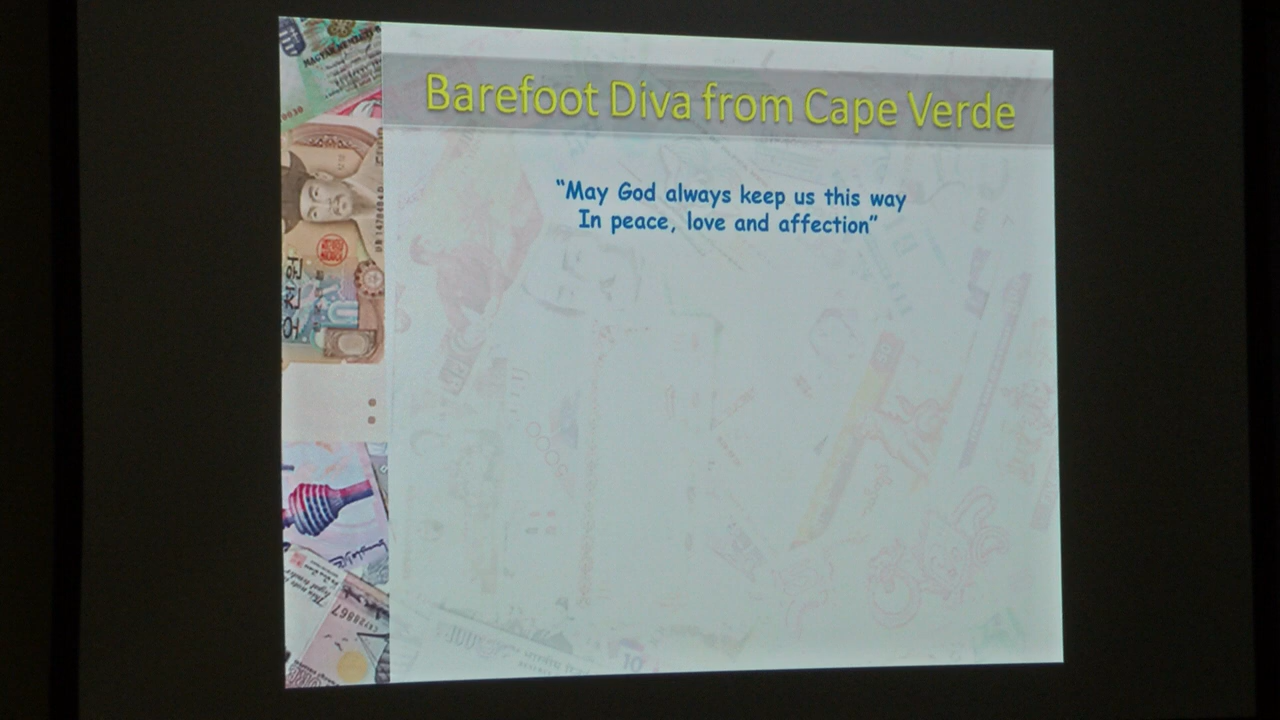 Barefoot Diva from Cape Verde
“May God always keep us this way
In peace, love and affection”